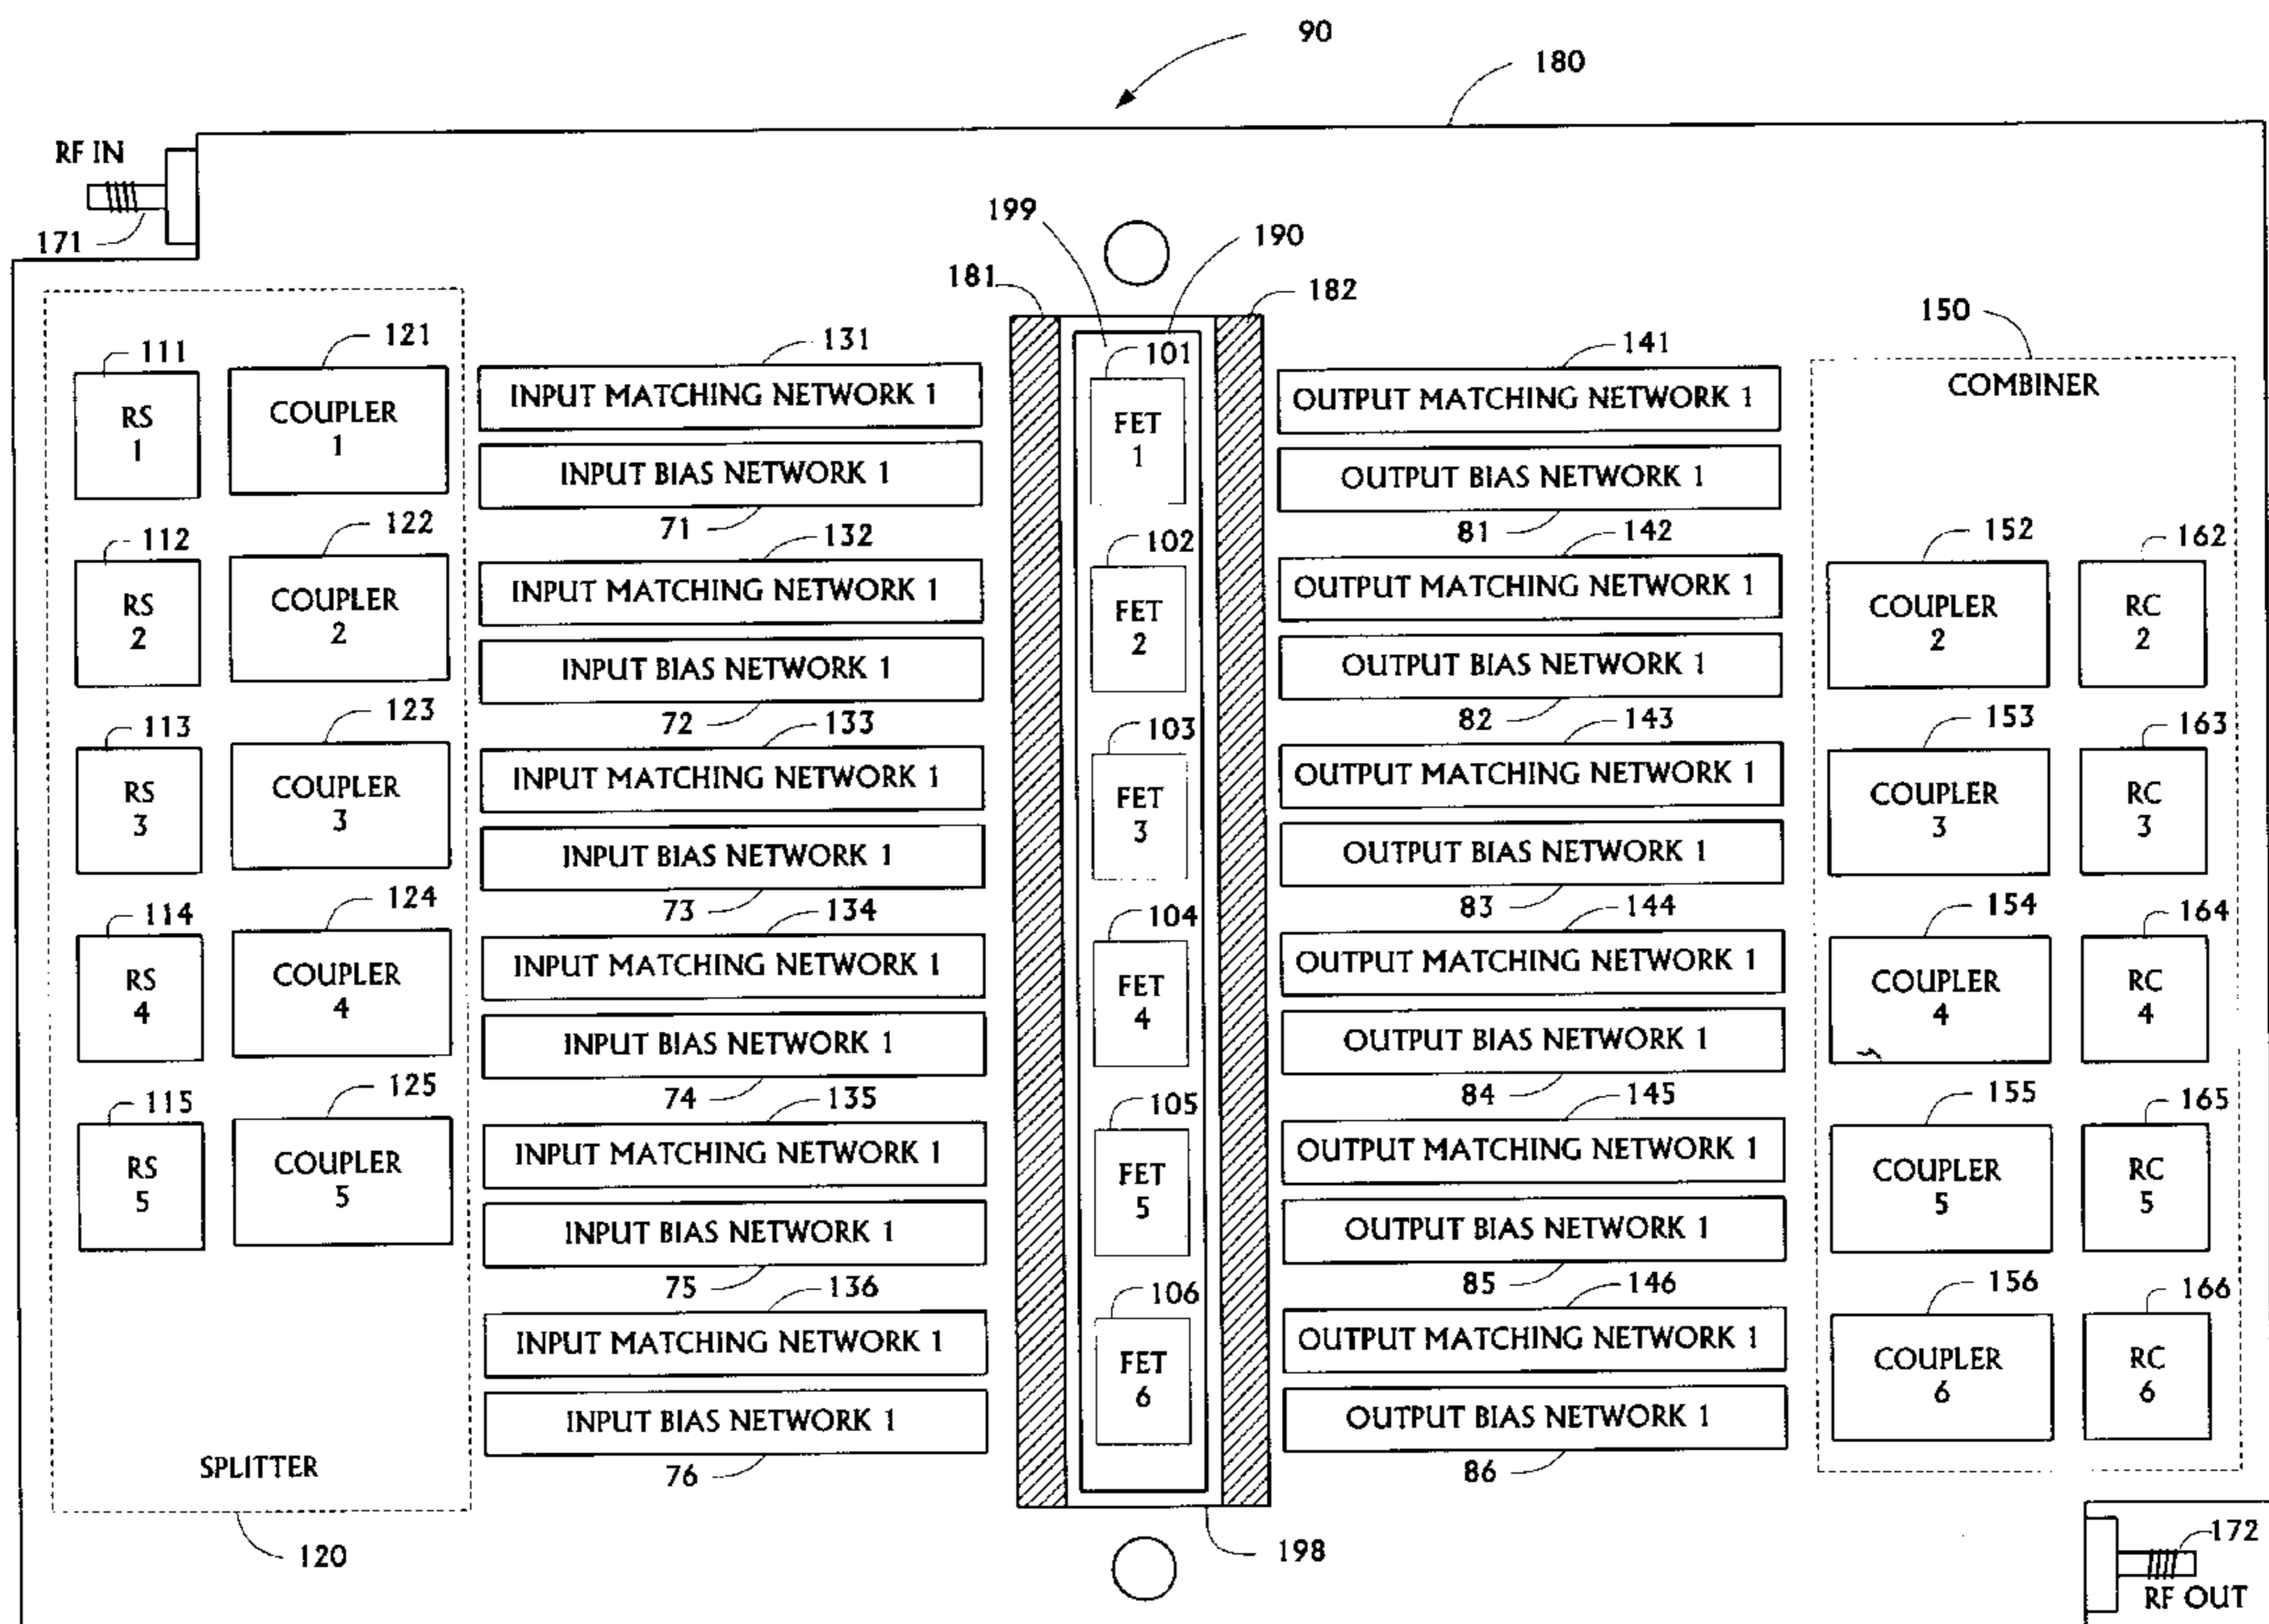 90
180
RF IN
171
199
190
181
182
150
111
121
131
101
141
COMBINER
RS
1
COUPLER
1
INPUT MATCHING NETWORK 1
FET
1
OUTPUT MATCHING NETWORK 1
INPUT BIAS NETWORK 1
OUTPUT BIAS NETWORK 1
71
81
112
122
132
102
142
152
162
RS
2
COUPLER
2
INPUT MATCHING NETWORK 1
FET
2
OUTPUT MATCHING NETWORK 1
COUPLER
2
RC
2
INPUT BIAS NETWORK 1
OUTPUT BIAS NETWORK 1
72
82
113
123
133
103
143
153
163
RS
3
COUPLER
3
INPUT MATCHING NETWORK 1
FET
3
OUTPUT MATCHING NETWORK 1
COUPLER
3
RC
3
INPUT BIAS NETWORK 1
OUTPUT BIAS NETWORK 1
73
83
114
124
134
104
144
154
164
RS
4
COUPLER
4
INPUT MATCHING NETWORK 1
FET
4
OUTPUT MATCHING NETWORK 1
COUPLER
4
RC
4
INPUT BIAS NETWORK 1
OUTPUT BIAS NETWORK 1
74
84
115
125
135
105
145
155
165
RS
5
COUPLER
5
INPUT MATCHING NETWORK 1
FET
5
OUTPUT MATCHING NETWORK 1
COUPLER
5
RC
5
INPUT BIAS NETWORK 1
OUTPUT BIAS NETWORK 1
75
85
136
106
146
156
166
INPUT MATCHING NETWORK 1
FET
6
OUTPUT MATCHING NETWORK 1
COUPLER
6
RC
6
INPUT BIAS NETWORK 1
OUTPUT BIAS NETWORK 1
76
86
SPLITTER
120
198
172
RF OUT